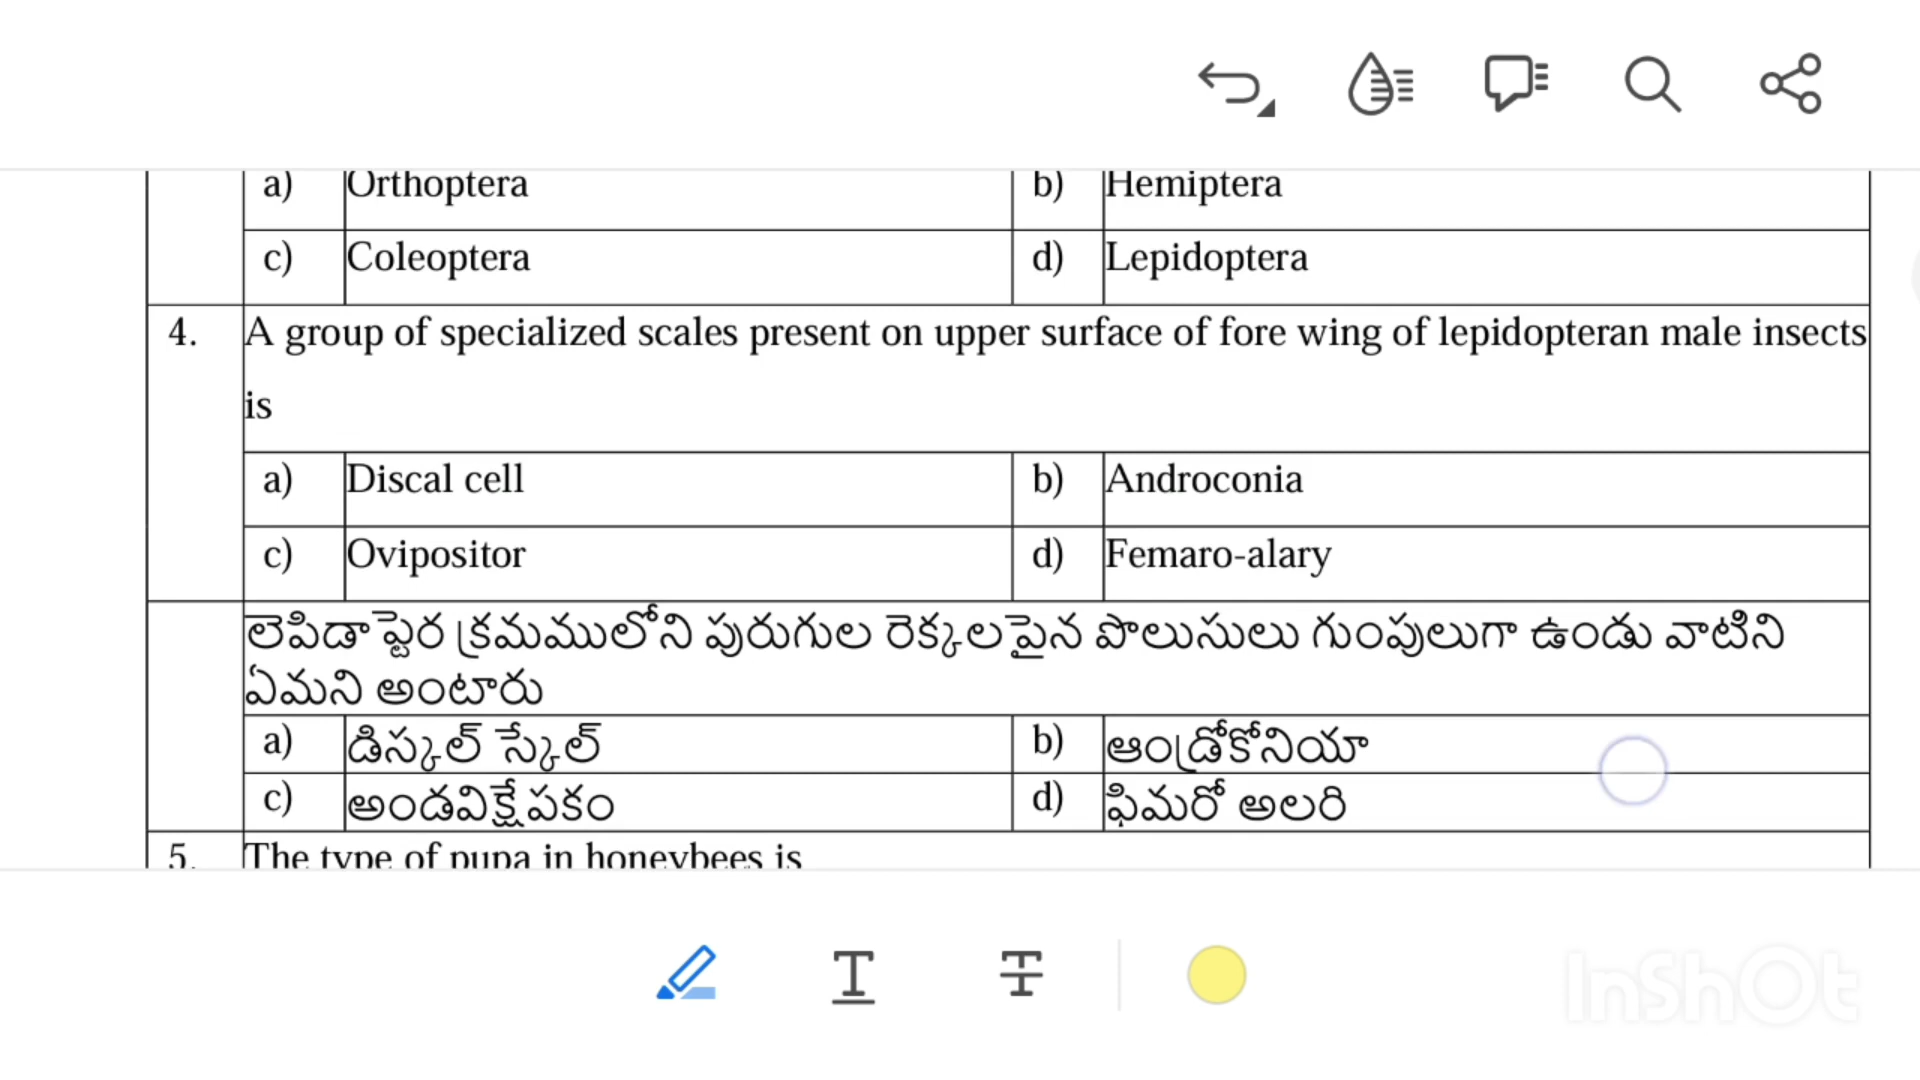 a) Orthoptera b) Hemiptera
c) Coleoptera d) Lepidoptera
4. A group of specialized scales present on upper surface of fore wing of lepidopteran male insects
is
a) Discal cell b) Androconia
c) Ovipositor d) Femaro-alary
లెపిడాప్టెర క్రమములోని పురుగుల రెక్కలపైన పొలుసులు గుంపులుగా ఉండు వాటిని
ఏమని అంటారు
a) డిస్కల్ స్కేల్ b) ఆండ్రోకోనియా
c) అండవిక్షేపకం d) ఫిమరో అలరి
5. The type of pupa in honeybees is
InShOt